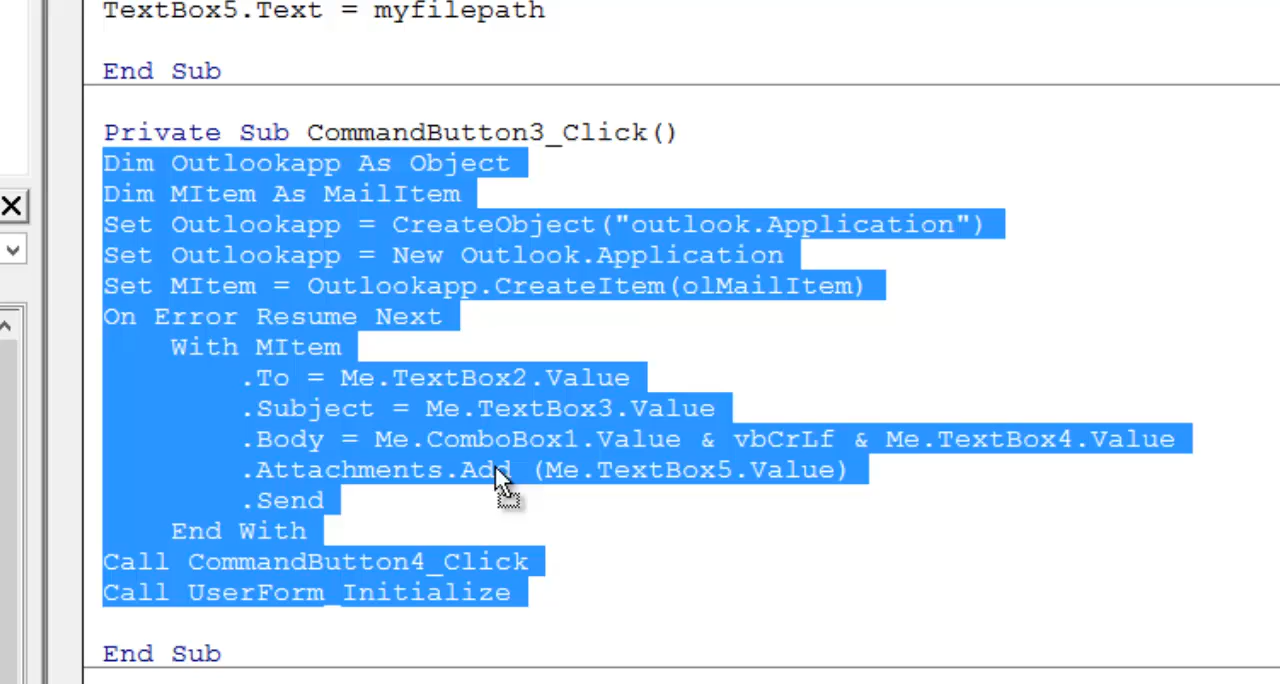 TextBox5.Text = myfilepath
End Sub
Private Sub CommandButton3_Click()
Dim Outlookapp As Object
Dim MItem As MailItem
Set Outlookapp = CreateObject("outlook.Application")
Set Outlookapp = New Outlook.Application
Set MItem = Outlookapp.CreateItem(olMailItem)
On Error Resume Next
With MItem
.To = Me.TextBox2.Value
.Subject = Me.TextBox3.Value
.Body = Me.ComboBox1.Value & vbCrLf & Me.TextBox4.Value
.Attachments.Add (Me.TextBox5.Value)
.Send
End With
Call CommandButton4_Click
Call UserForm_Initialize
End Sub